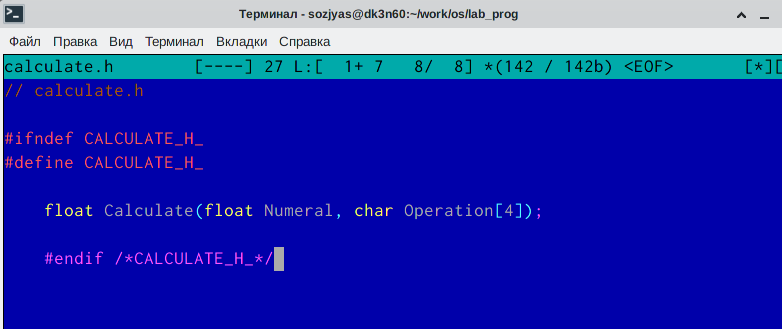 Терминал - sozjyas@dk3n60:~/work/os/lab_prog
Файл Правка Вид Терминал Вкладки Справка
calculate.h [----] 27 L:[ 1+ 7 8/ 8] *(142 / 142b) <EOF> [*][
// calculate.h
#ifndef CALCULATE_H_
#define CALCULATE_H_
float Calculate(float Numeral, char Operation[4]);
#endif /*CALCULATE_H_*/